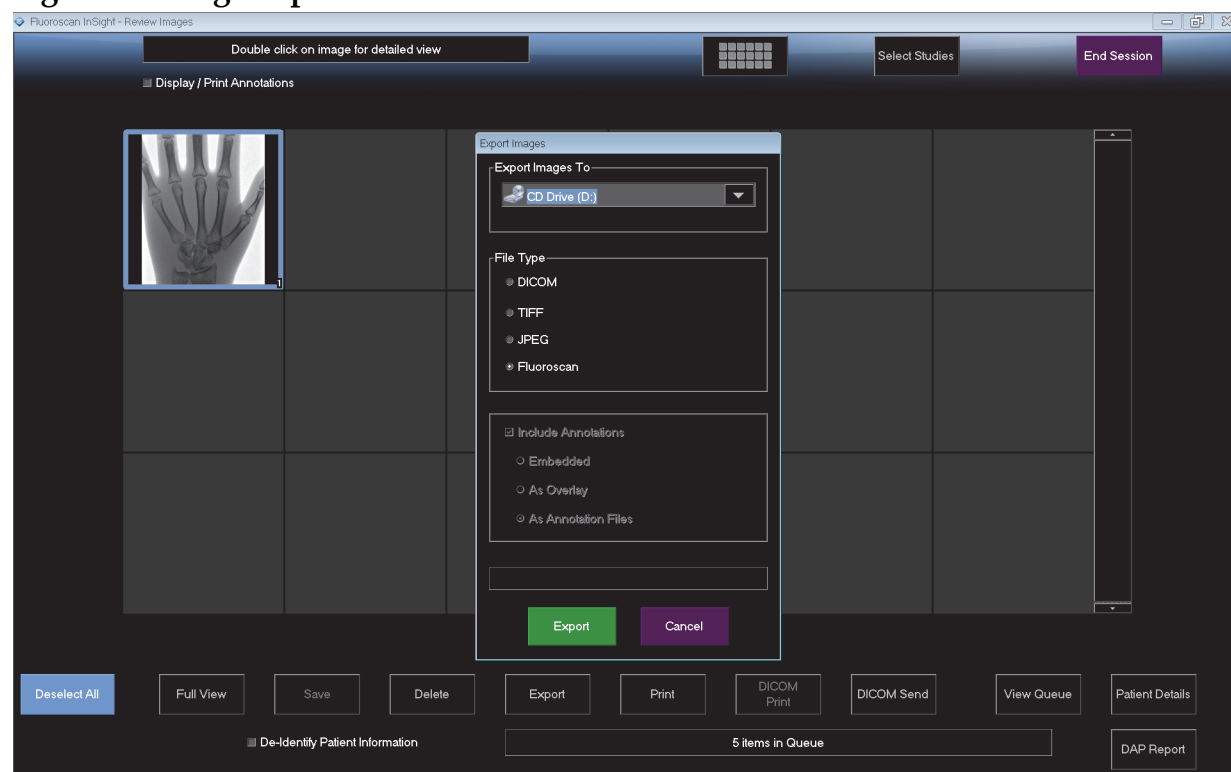 Fluoroscan InSight - Review Images
Double click on image for detailed view
Select Studies
End Session
Display / Print Annotations
1
Export Images
Export Images To
CD Drive (D:)
File Type
DICOM
TIFF
JPEG
Fluoroscan
Include Annotations
Embedded
As Overlay
As Annotation Files
Export
Cancel
Deselect All
Full View
Save
Delete
Export
Print
DICOM
Print
DICOM Send
View Queue
Patient Details
De-Identify Patient Information
5 items in Queue
DAP Report